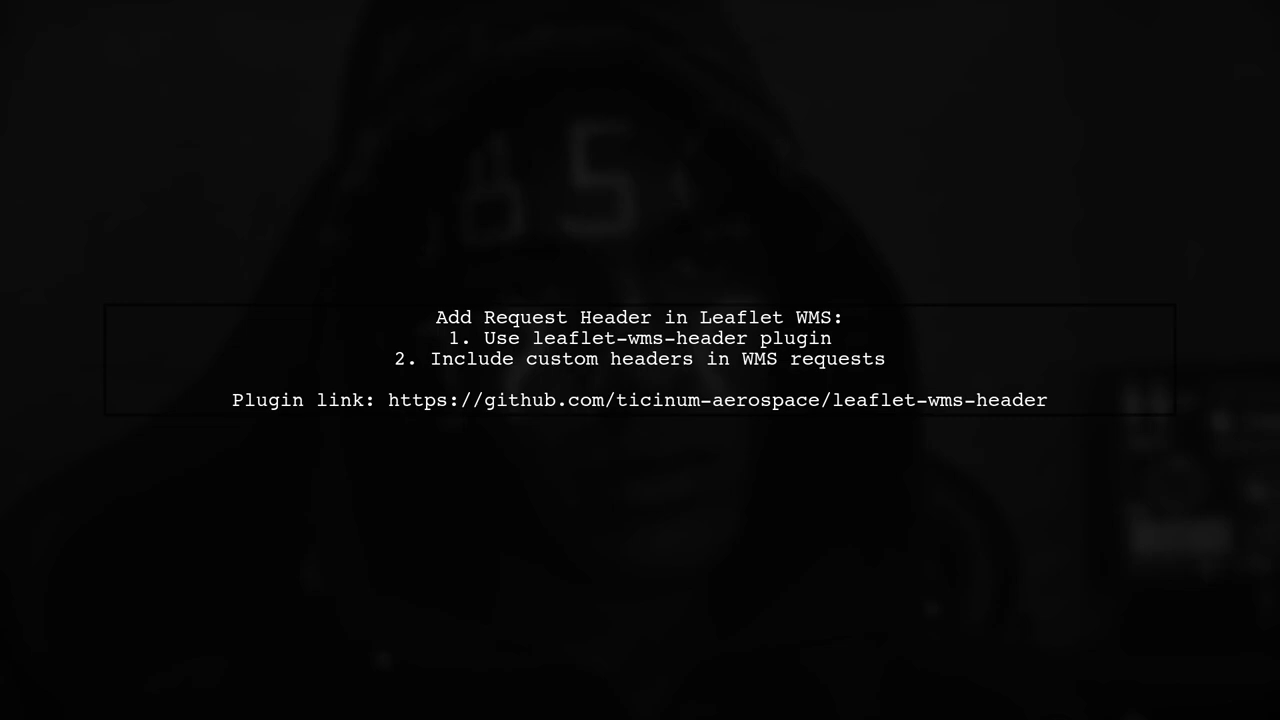 Add Request Header in Leaflet WMS:
1. Use leaflet-wms-header plugin
2. Include custom headers in WMS requests
Plugin link: https://github.com/ticinum-aerospace/leaflet-wms-header